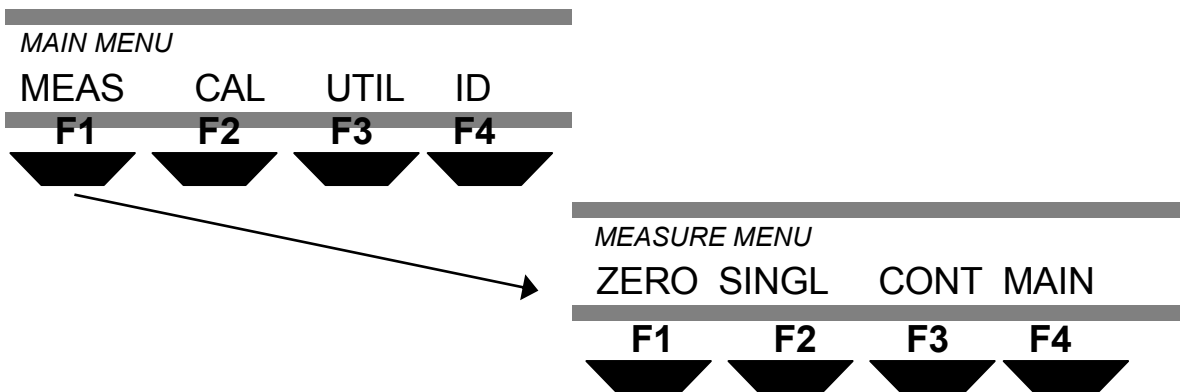 MAIN MENU
MEAS CAL UTIL ID
F1 F2 F3 F4
MEASURE MENU
ZERO SINGL CONT MAIN
F1 F2 F3 F4